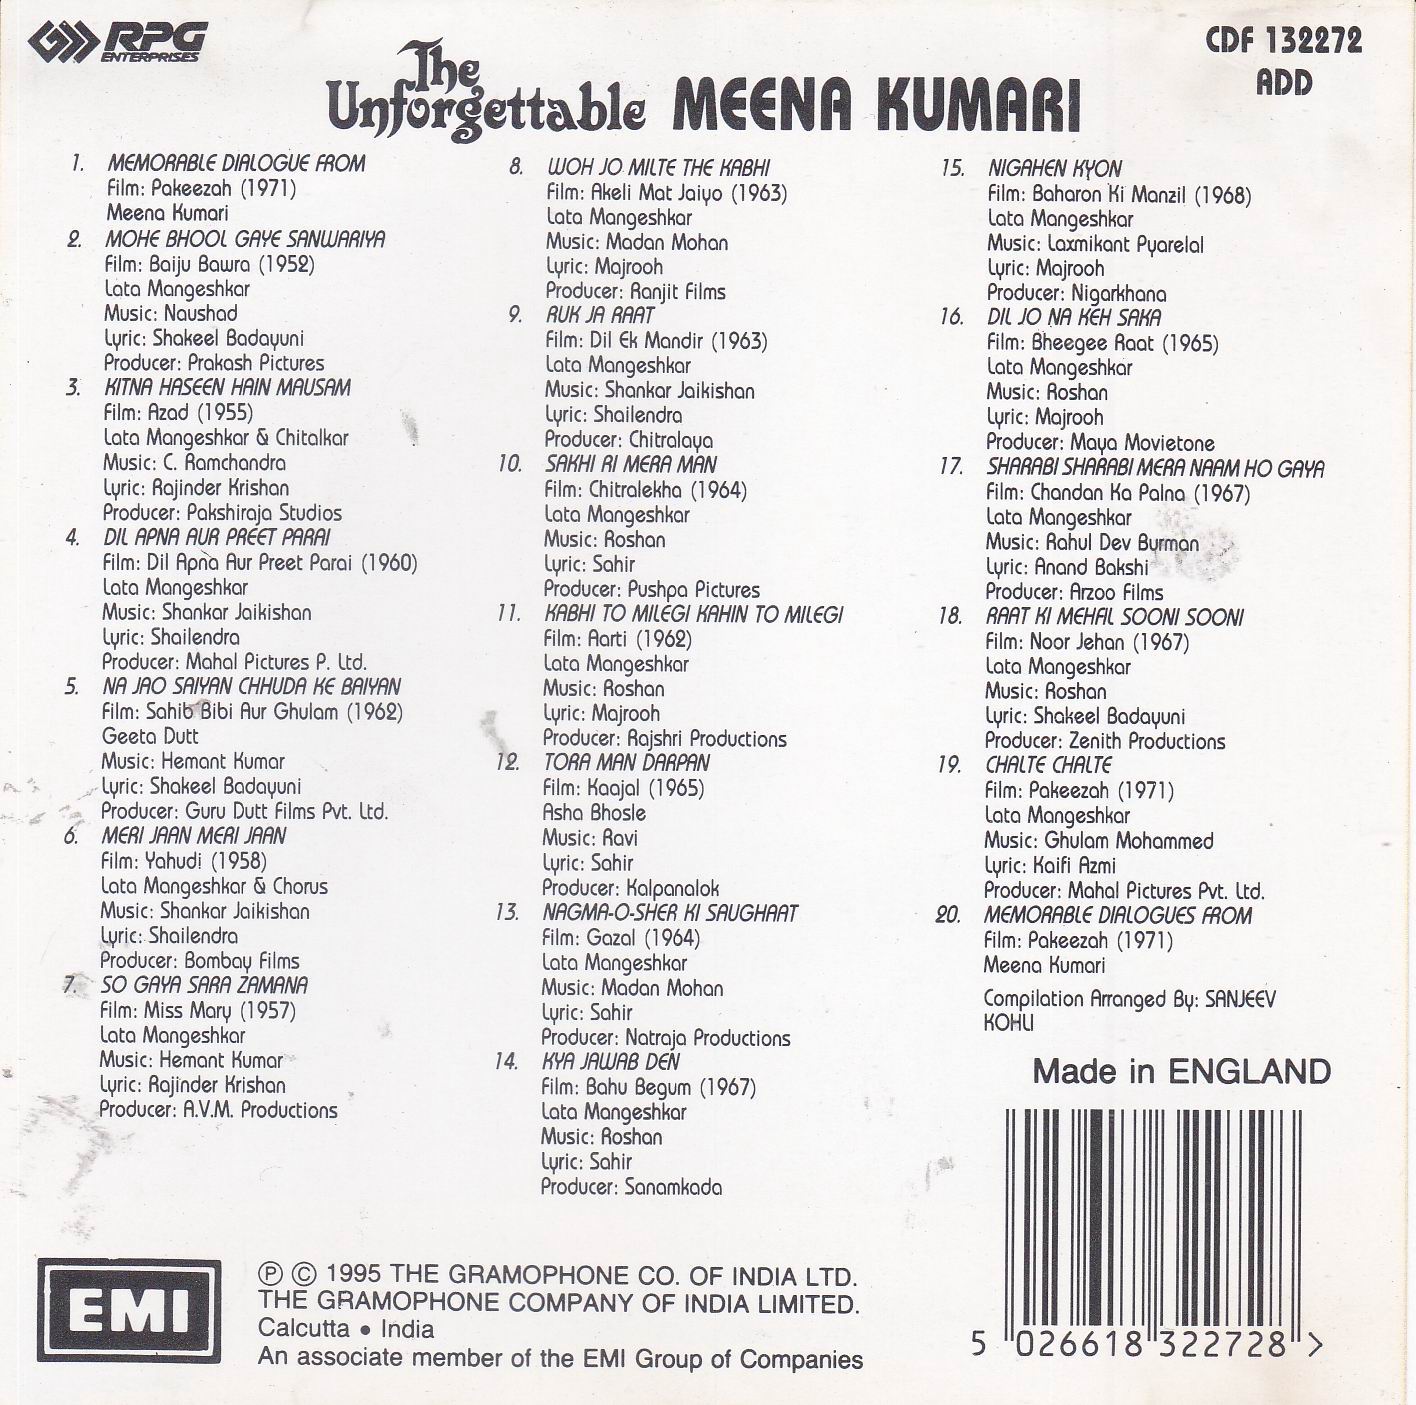 RPG
ENTERPRISES
CDF 132272
ADD
The
Unforgettable MEENA KUMARI
1. MEMORABLE DIALOGUE FROM
Film: Pakeezah (1971)
Meena Kumari
2. MOHE BHOOL GAYE SANWARIYA
Film: Baiju Bawra (1952)
Lata Mangeshkar
Music: Naushad
Lyric: Shakeel Badayuni
Producer: Prakash Pictures
3. KITNA HASEEN HAIN MAUSAM
Film: Azad (1955)
Lata Mangeshkar & Chitalkar
Music: C. Ramchandra
Lyric: Rajinder Krishan
Producer: Pakshiraja Studios
4. DIL APNA AUR PREET PARAI
Film: Dil Apna Aur Preet Parai (1960)
Lata Mangeshkar
Music: Shankar Jaikishan
Lyric: Shailendra
Producer: Mahal Pictures P. Ltd.
5. NA JAO SAIYAN CHHUDA KE BAIYAN
Film: Sahib Bibi Aur Ghulam (1962)
Geeta Dutt
Music: Hemant Kumar
Lyric: Shakeel Badayuni
Producer: Guru Dutt Films Pvt. Ltd.
6. MERI JAAN MERI JAAN
Film: Yahudi (1958)
Lata Mangeshkar & Chorus
Music: Shankar Jaikishan
Lyric: Shailendra
Producer: Bombay Films
7. SO GAYA SARA ZAMANA
Film: Miss Mary (1957)
Lata Mangeshkar
Music: Hemant Kumar
Lyric: Rajinder Krishan
Producer: A.V.M. Productions
8. WOH JO MILTE THE KABHI
Film: Akeli Mat Jaiyo (1963)
Lata Mangeshkar
Music: Madan Mohan
Lyric: Majrooh
Producer: Ranjit Films
9. RUK JA RAAT
Film: Dil Ek Mandir (1963)
Lata Mangeshkar
Music: Shankar Jaikishan
Lyric: Shailendra
Producer: Chitralaya
10. SAKHI RI MERA MAN
Film: Chitralekha (1964)
Lata Mangeshkar
Music: Roshan
Lyric: Sahir
Producer: Pushpa Pictures
11. KABHI TO MILEGI KAHIN TO MILEGI
Film: Aarti (1962)
Lata Mangeshkar
Music: Roshan
Lyric: Majrooh
Producer: Rajshri Productions
12. TORA MAN DARPAN
Film: Kaajal (1965)
Asha Bhosle
Music: Ravi
Lyric: Sahir
Producer: Kalpanalok
13. NAGMA-O-SHER KI SAUGHAAT
Film: Gazal (1964)
Lata Mangeshkar
Music: Madan Mohan
Lyric: Sahir
Producer: Natraja Productions
14. KYA JAWAB DEN
Film: Bahu Begum (1967)
Lata Mangeshkar
Music: Roshan
Lyric: Sahir
Producer: Sanamkada
15. NIGAHEN KYON
Film: Baharon Ki Manzil (1968)
Lata Mangeshkar
Music: Laxmikant Pyarelal
Lyric: Majrooh
Producer: Nigarkhana
16. DIL JO NA KEH SAKA
Film: Bheegee Raat (1965)
Lata Mangeshkar
Music: Roshan
Lyric: Majrooh
Producer: Maya Movietone
17. SHARABI SHARABI MERA NAAM HO GAYA
Film: Chandan Ka Palna (1967)
Lata Mangeshkar
Music: Rahul Dev Burman
Lyric: Anand Bakshi
Producer: Arzoo Films
18. RAAT KI MEHAL SOONI SOONI
Film: Noor Jehan (1967)
Lata Mangeshkar
Music: Roshan
Lyric: Shakeel Badayuni
Producer: Zenith Productions
19. CHALTE CHALTE
Film: Pakeezah (1971)
Lata Mangeshkar
Music: Ghulam Mohammed
Lyric: Kaifi Azmi
Producer: Mahal Pictures Pvt. Ltd.
20. MEMORABLE DIALOGUES FROM
Film: Pakeezah (1971)
Meena Kumari
Compilation Arranged By: SANJEEV
KOHLI
Made in ENGLAND
5 026618 322728 >
EMI
Ⓟ © 1995 THE GRAMOPHONE CO. OF INDIA LTD.
THE GRAMOPHONE COMPANY OF INDIA LIMITED.
Calcutta • India
An associate member of the EMI Group of Companies